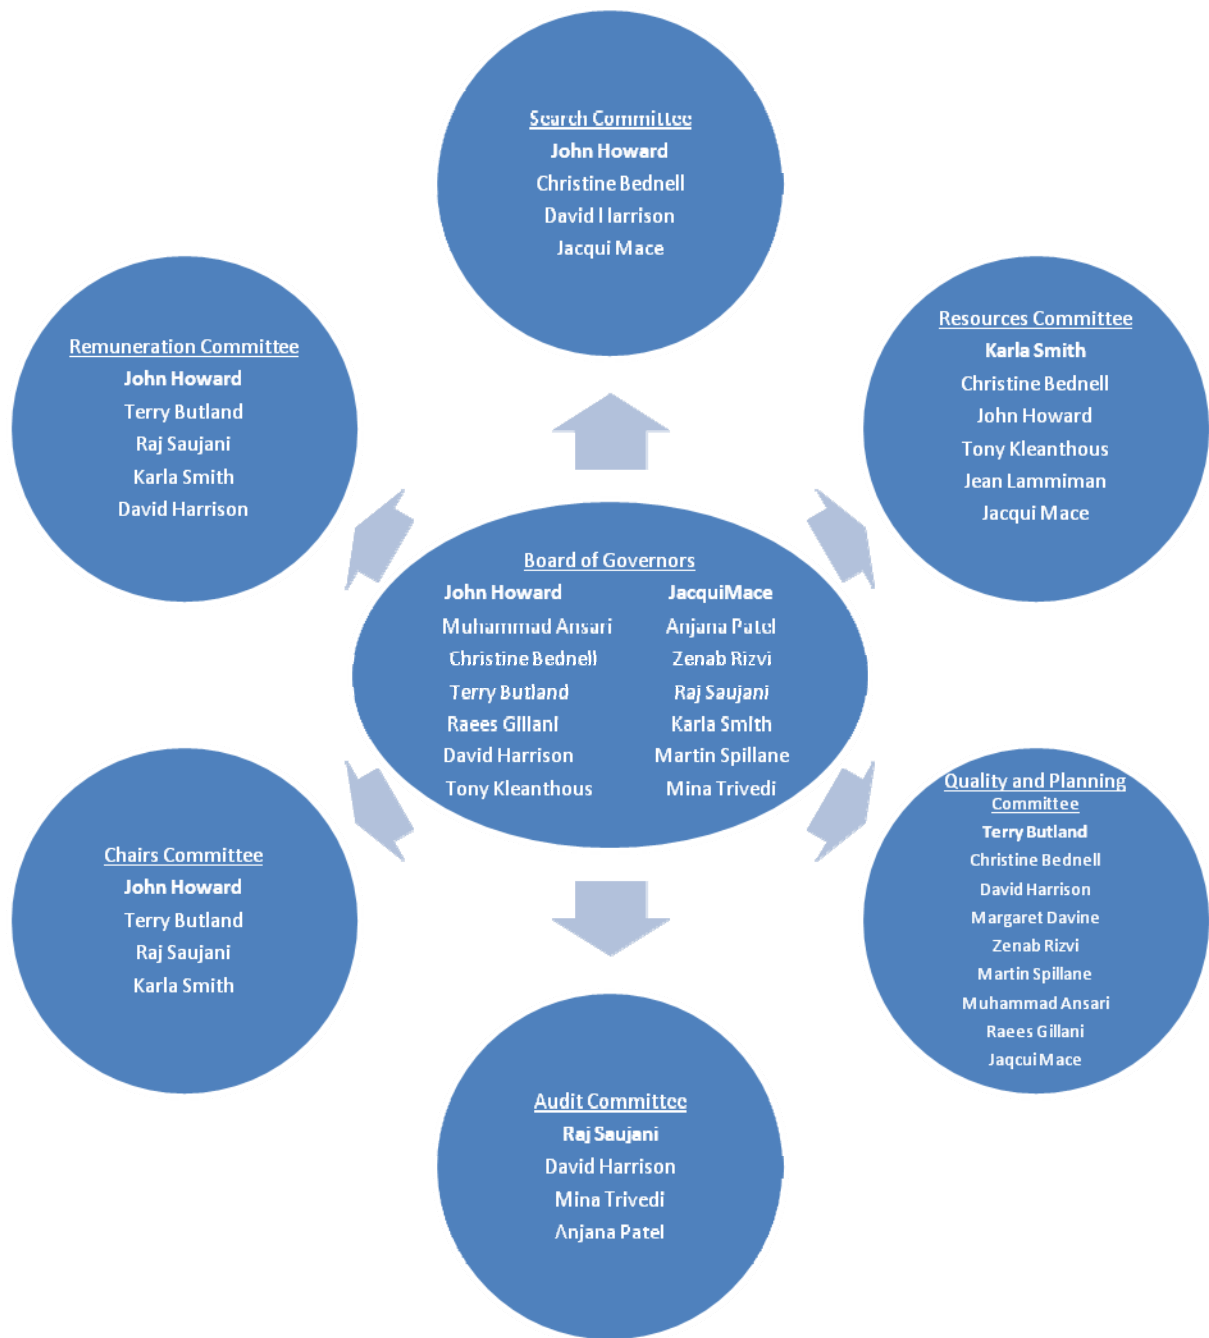 Search Committee
John Howard
Christine Bednell
David Harrison
Jacqui Mace
Remuneration Committee
John Howard
Terry Butland
Raj Saujani
Karla Smith
David Harrison
Resources Committee
Karla Smith
Christine Bednell
John Howard
Tony Kleanthous
Jean Lammiman
Jacqui Mace
Board of Governors
John Howard JacquiMace
Muhammad Ansari Anjana Patel
Christine Bednell Zenab Rizvi
Terry Butland Raj Saujani
Raees Gillani Karla Smith
David Harrison Martin Spillane
Tony Kleanthous Mina Trivedi
Chairs Committee
John Howard
Terry Butland
Raj Saujani
Karla Smith
Quality and Planning
Committee
Terry Butland
Christine Bednell
David Harrison
Margaret Davine
Zenab Rizvi
Martin Spillane
Muhammad Ansari
Raees Gillani
Jaqcui Mace
Audit Committee
Raj Saujani
David Harrison
Mina Trivedi
Anjana Patel